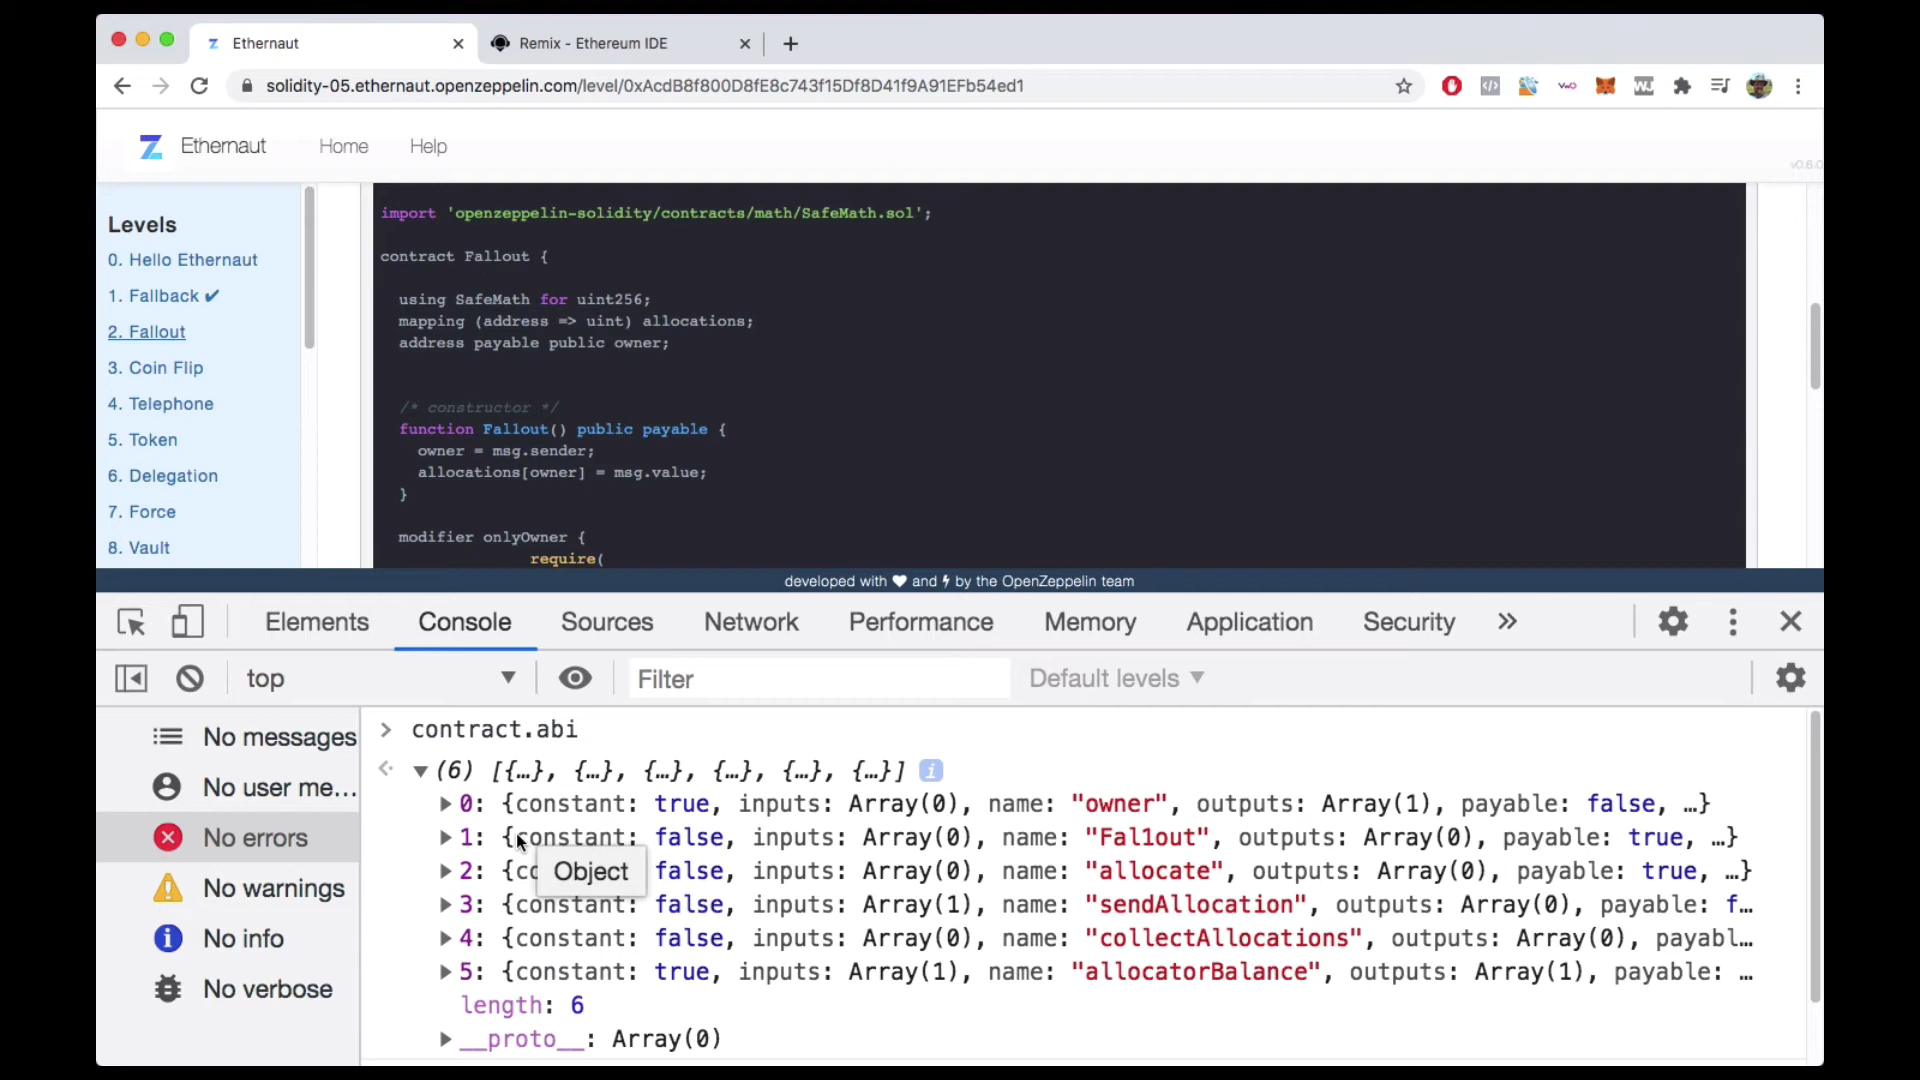 Ethernaut
Remix - Ethereum IDE
solidity-05.ethernaut.openzeppelin.com/level/0xAcdB8f800D8fE8c743f15Df8D41f9A91EFb54ed1
Ethernaut Home Help
v0.6.0
Levels
0. Hello Ethernaut
1. Fallback ✔
2. Fallout
3. Coin Flip
4. Telephone
5. Token
6. Delegation
7. Force
8. Vault
import 'openzeppelin-solidity/contracts/math/SafeMath.sol';
contract Fallout {
using SafeMath for uint256;
mapping (address => uint) allocations;
address payable public owner;
/* constructor */
function Fal1out() public payable {
owner = msg.sender;
allocations[owner] = msg.value;
}
modifier onlyOwner {
require(
developed with ❤ and ⚡ by the OpenZeppelin team
Elements Console Sources Network Performance Memory Application Security »
top Filter Default levels ▼
No messages
No user me...
No errors
No warnings
No info
No verbose
> contract.abi
(6) [{…}, {…}, {…}, {…}, {…}, {…}] i
0: {constant: true, inputs: Array(0), name: "owner", outputs: Array(1), payable: false, …}
1: {constant: false, inputs: Array(0), name: "Fal1out", outputs: Array(0), payable: true, …}
2: {co false, inputs: Array(0), name: "allocate", outputs: Array(0), payable: true, …}
Object
3: {constant: false, inputs: Array(1), name: "sendAllocation", outputs: Array(0), payable: f…
4: {constant: false, inputs: Array(0), name: "collectAllocations", outputs: Array(0), payabl…
5: {constant: true, inputs: Array(1), name: "allocatorBalance", outputs: Array(1), payable: …
length: 6
__proto__: Array(0)